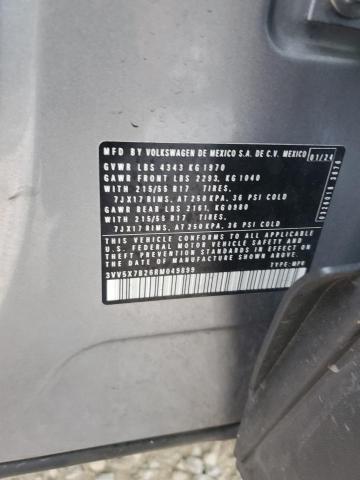 MFD BY VOLKSWAGEN DE MEXICO S.A. DE C.V. MEXICO 01/24
GVWR LBS 4343 KG 1970
GAWR FRONT LBS 2293, KG 1040
WITH 215/55 R17 TIRES,
7JX17 RIMS, AT 250 KPA, 36 PSI COLD
GAWR REAR LBS 2161, KG 0980
WITH 215/55 R17 TIRES,
7JX17 RIMS, AT 250 KPA, 36 PSI COLD
THIS VEHICLE CONFORMS TO ALL APPLICABLE
U.S. FEDERAL MOTOR VEHICLE SAFETY AND
THEFT PREVENTION STANDARDS IN EFFECT ON
THE DATE OF MANUFACTURE SHOWN ABOVE.
3VV5X7B26RM049899
TYPE:MPV